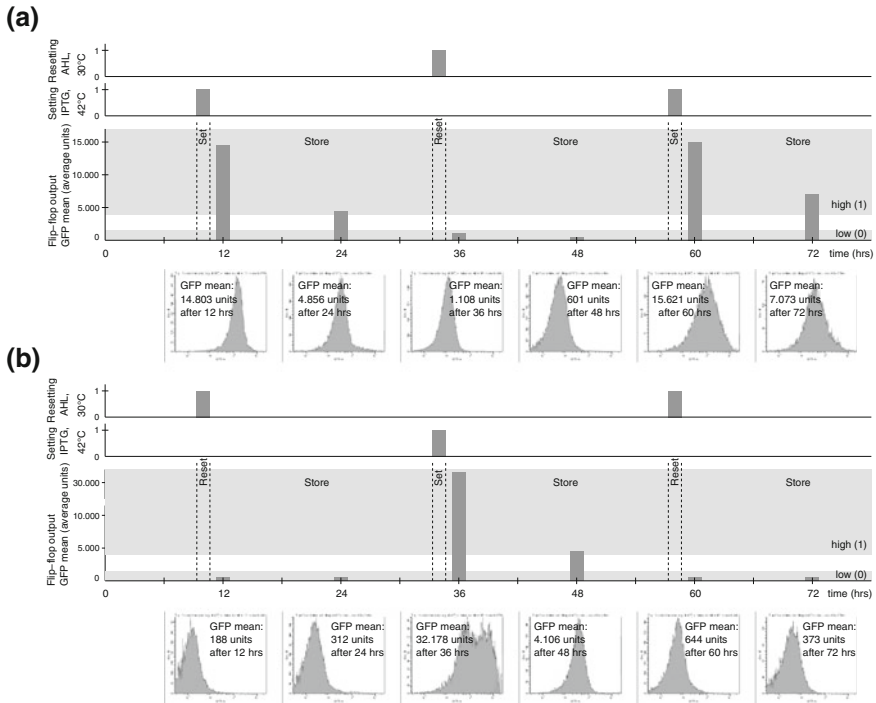 (a)
Resetting
AHL,
30°C
1
0
Setting
IPTG,
42°C
1
0
Set
Store
Reset
Store
Set
Store
Flip–flop output
GFP mean (average units)
15.000
10.000
5.000
0
high (1)
low (0)
0
12
24
36
48
60
72
time (hrs)
GFP mean:
14.803 units
after 12 hrs
GFP mean:
4.856 units
after 24 hrs
GFP mean:
1.108 units
after 36 hrs
GFP mean:
601 units
after 48 hrs
GFP mean:
15.621 units
after 60 hrs
GFP mean:
7.073 units
after 72 hrs
(b)
Resetting
AHL,
30°C
1
0
Setting
IPTG,
42°C
1
0
Reset
Store
Set
Store
Reset
Store
Flip–flop output
GFP mean (average units)
30.000
10.000
5.000
0
high (1)
low (0)
0
12
24
36
48
60
72
time (hrs)
GFP mean:
188 units
after 12 hrs
GFP mean:
312 units
after 24 hrs
GFP mean:
32.178 units
after 36 hrs
GFP mean:
4.106 units
after 48 hrs
GFP mean:
644 units
after 60 hrs
GFP mean:
373 units
after 72 hrs